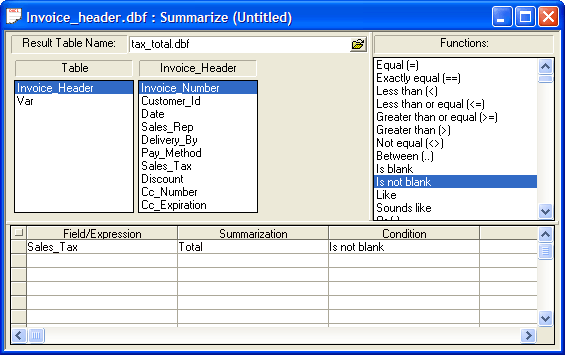 Invoice_header.dbf : Summarize (Untitled)
Result Table Name: tax_total.dbf
Functions:
Table
Invoice_Header
Var
Invoice_Header
Invoice_Number
Customer_Id
Date
Sales_Rep
Delivery_By
Pay_Method
Sales_Tax
Discount
Cc_Number
Cc_Expiration
Equal (=)
Exactly equal (==)
Less than (<)
Less than or equal (<=)
Greater than or equal (>=)
Greater than (>)
Not equal (<>)
Between (..)
Is blank
Is not blank
Like
Sounds like
Field/Expression Summarization Condition
Sales_Tax Total Is not blank